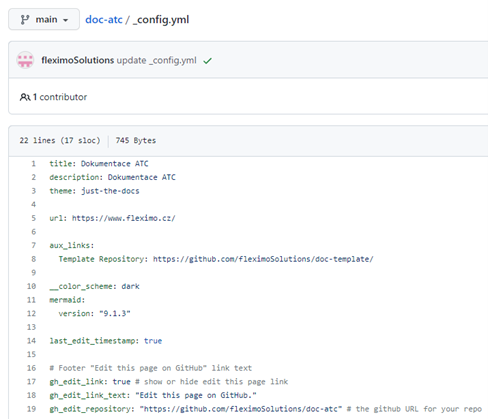 main doc-atc / _config.yml
fleximoSolutions update _config.yml
1 contributor
22 lines (17 sloc) 745 Bytes
1 title: Dokumentace ATC
2 description: Dokumentace ATC
3 theme: just-the-docs
4
5 url: https://www.fleximo.cz/
6
7 aux_links:
8 Template Repository: https://github.com/fleximoSolutions/doc-template/
9
10 __color_scheme: dark
11 mermaid:
12 version: "9.1.3"
13
14 last_edit_timestamp: true
15
16 # Footer "Edit this page on GitHub" link text
17 gh_edit_link: true # show or hide edit this page link
18 gh_edit_link_text: "Edit this page on GitHub."
19 gh_edit_repository: "https://github.com/fleximoSolutions/doc-atc" # the github URL for your repo